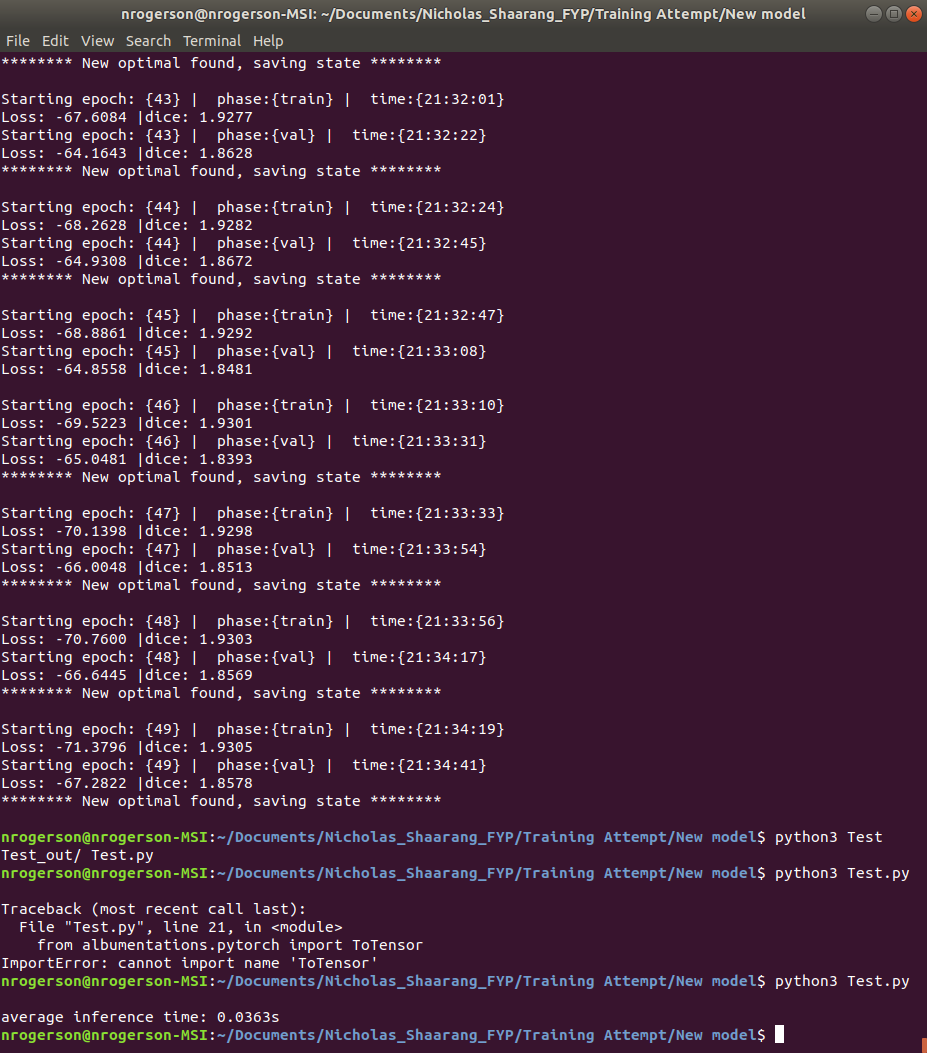 nrogerson@nrogerson-MSI: ~/Documents/Nicholas_Shaarang_FYP/Training Attempt/New model
File Edit View Search Terminal Help
******** New optimal found, saving state ********
Starting epoch: {43} |  phase:{train} |  time:{21:32:01}
Loss: -67.6084 |dice: 1.9277
Starting epoch: {43} |  phase:{val} |  time:{21:32:22}
Loss: -64.1643 |dice: 1.8628
******** New optimal found, saving state ********
Starting epoch: {44} |  phase:{train} |  time:{21:32:24}
Loss: -68.2628 |dice: 1.9282
Starting epoch: {44} |  phase:{val} |  time:{21:32:45}
Loss: -64.9308 |dice: 1.8672
******** New optimal found, saving state ********
Starting epoch: {45} |  phase:{train} |  time:{21:32:47}
Loss: -68.8861 |dice: 1.9292
Starting epoch: {45} |  phase:{val} |  time:{21:33:08}
Loss: -64.8558 |dice: 1.8481
Starting epoch: {46} |  phase:{train} |  time:{21:33:10}
Loss: -69.5223 |dice: 1.9301
Starting epoch: {46} |  phase:{val} |  time:{21:33:31}
Loss: -65.0481 |dice: 1.8393
******** New optimal found, saving state ********
Starting epoch: {47} |  phase:{train} |  time:{21:33:33}
Loss: -70.1398 |dice: 1.9298
Starting epoch: {47} |  phase:{val} |  time:{21:33:54}
Loss: -66.0048 |dice: 1.8513
******** New optimal found, saving state ********
Starting epoch: {48} |  phase:{train} |  time:{21:33:56}
Loss: -70.7600 |dice: 1.9303
Starting epoch: {48} |  phase:{val} |  time:{21:34:17}
Loss: -66.6445 |dice: 1.8569
******** New optimal found, saving state ********
Starting epoch: {49} |  phase:{train} |  time:{21:34:19}
Loss: -71.3796 |dice: 1.9305
Starting epoch: {49} |  phase:{val} |  time:{21:34:41}
Loss: -67.2822 |dice: 1.8578
******** New optimal found, saving state ********
nrogerson@nrogerson-MSI:~/Documents/Nicholas_Shaarang_FYP/Training Attempt/New model$ python3 Test
Test_out/ Test.py
nrogerson@nrogerson-MSI:~/Documents/Nicholas_Shaarang_FYP/Training Attempt/New model$ python3 Test.py
Traceback (most recent call last):
  File "Test.py", line 21, in <module>
    from albumentations.pytorch import ToTensor
ImportError: cannot import name 'ToTensor'
nrogerson@nrogerson-MSI:~/Documents/Nicholas_Shaarang_FYP/Training Attempt/New model$ python3 Test.py
average inference time: 0.0363s
nrogerson@nrogerson-MSI:~/Documents/Nicholas_Shaarang_FYP/Training Attempt/New model$